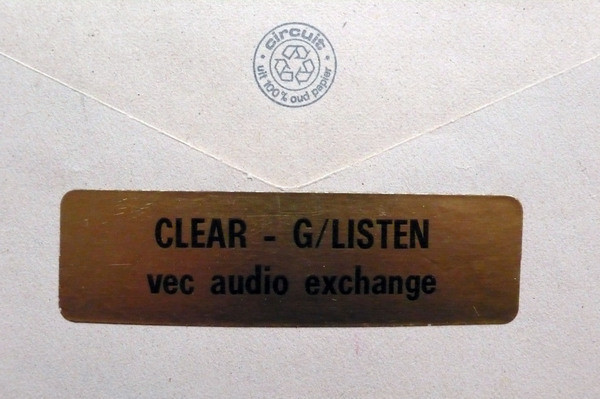 circuit
uit 100% oud papier
CLEAR - G/LISTEN
vec audio exchange